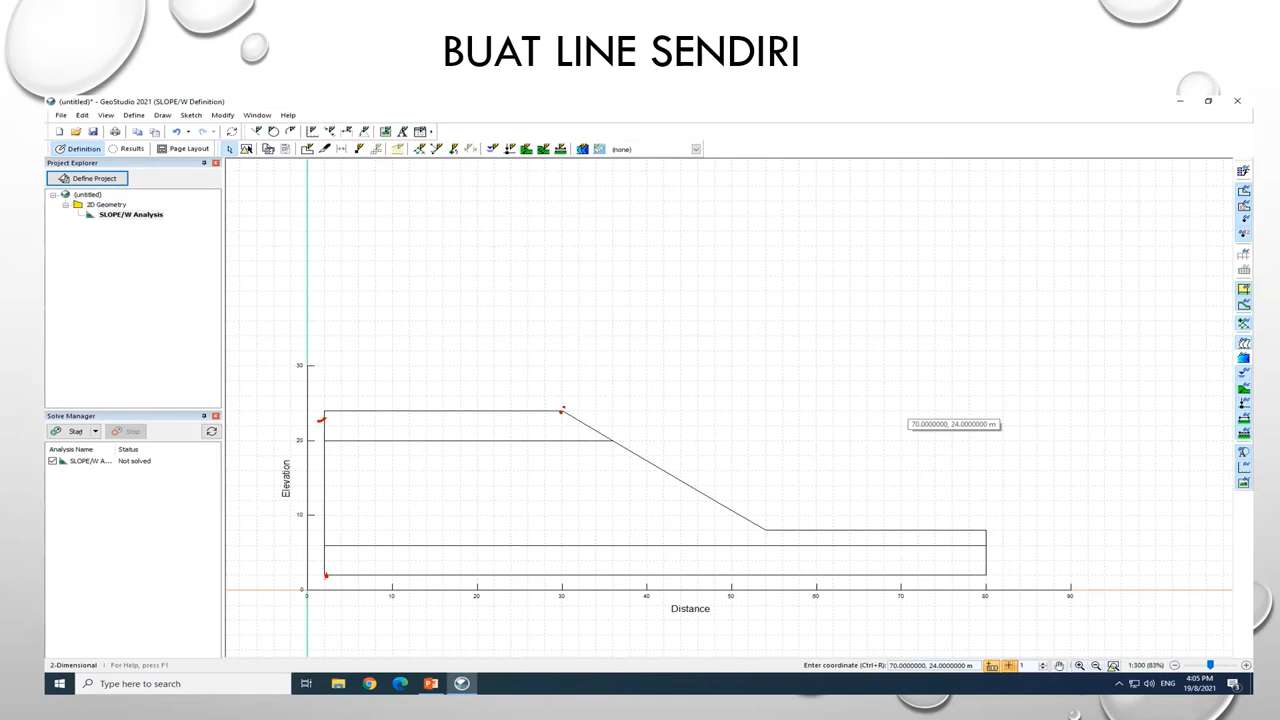 BUAT LINE SENDIRI
(untitled)* - GeoStudio 2021 (SLOPE/W Definition)
File Edit View Define Draw Sketch Modify Window Help
Definition Results Page Layout (none)
Project Explorer
Define Project
(untitled)
2D Geometry
SLOPE/W Analysis
Solve Manager
Start Stop
Analysis Name Status
SLOPE/W A... Not solved
30
20
10
0
Elevation
0 10 20 30 40 50 60 70 80 90
Distance
70.0000000, 24.0000000 m
2-Dimensional For Help, press F1 Enter coordinate (Ctrl+R): 70.0000000, 24.0000000 m 1 1:300 (83%)
Type here to search
ENG
4:05 PM
19/8/2021
3